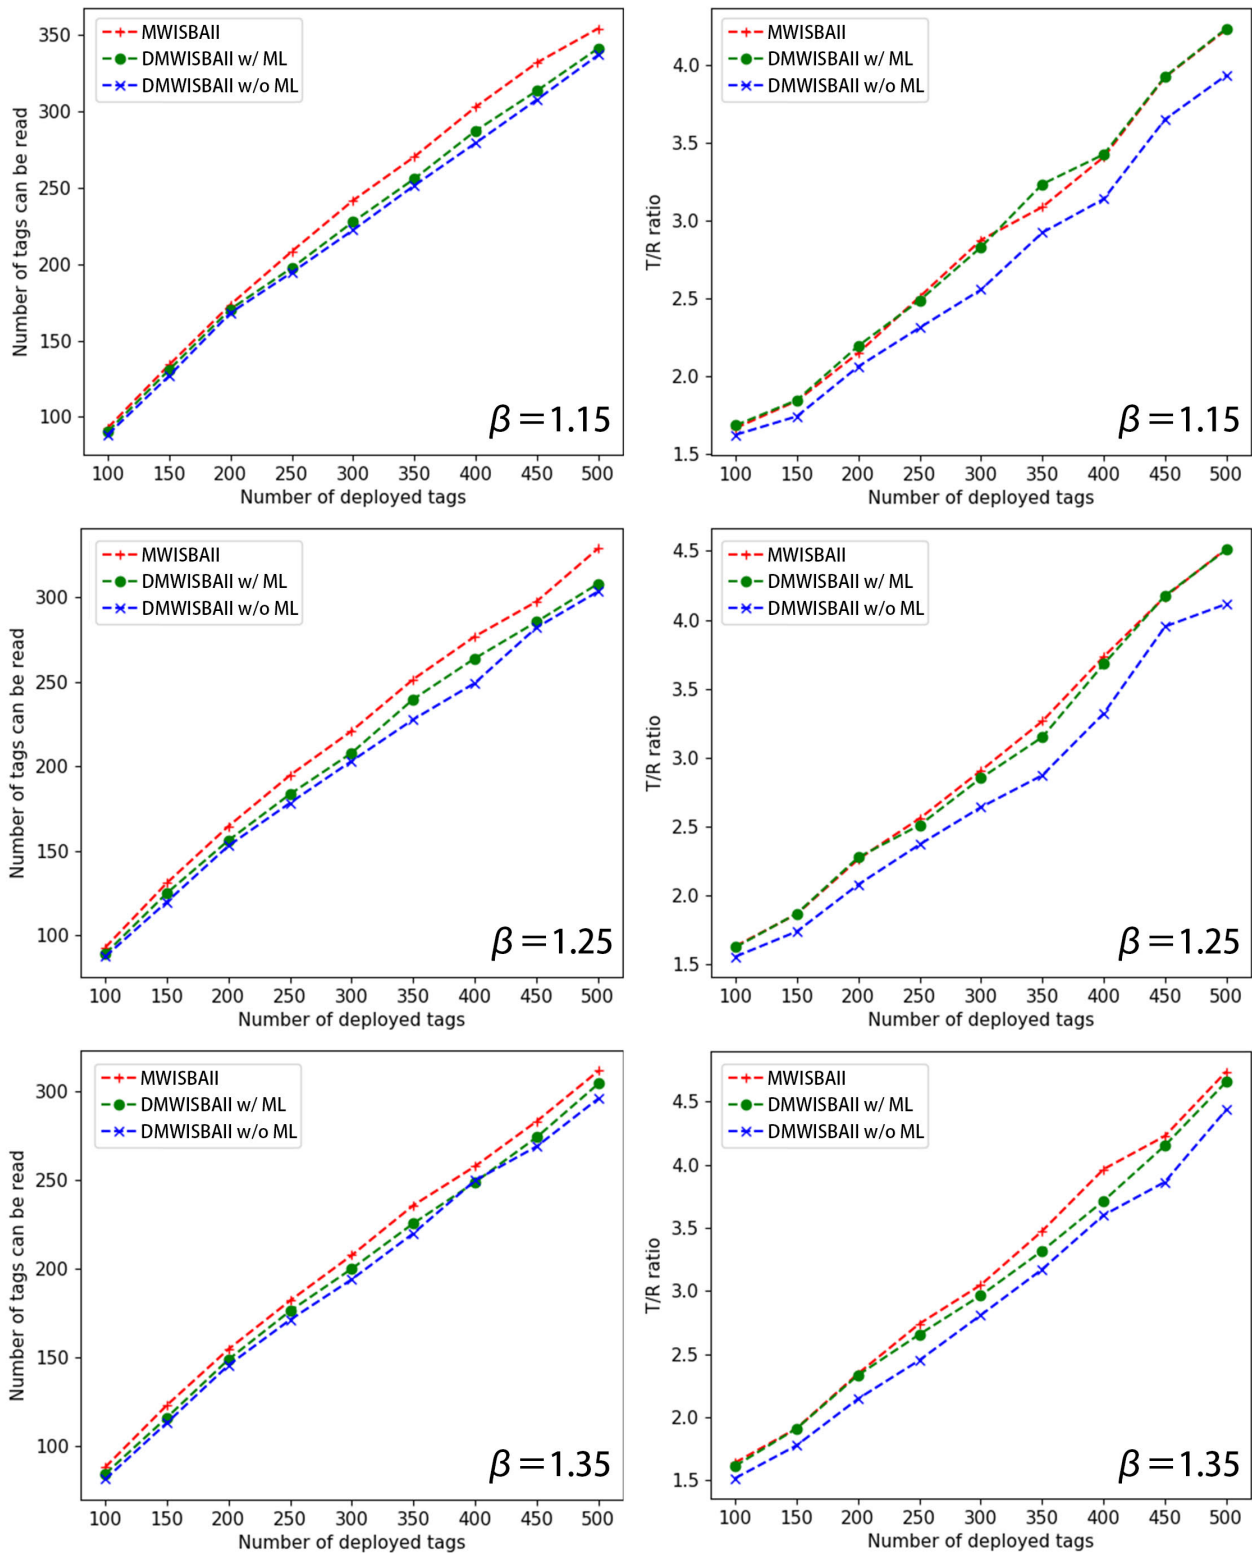 MWISBAII
DMWISBAII w/ ML
DMWISBAII w/o ML
350
300
250
200
150
100
Number of tags can be read
β = 1.15
100 150 200 250 300 350 400 450 500
Number of deployed tags
MWISBAII
DMWISBAII w/ ML
DMWISBAII w/o ML
4.0
3.5
3.0
2.5
2.0
1.5
T/R ratio
β = 1.15
100 150 200 250 300 350 400 450 500
Number of deployed tags
MWISBAII
DMWISBAII w/ ML
DMWISBAII w/o ML
300
250
200
150
100
Number of tags can be read
β = 1.25
100 150 200 250 300 350 400 450 500
Number of deployed tags
MWISBAII
DMWISBAII w/ ML
DMWISBAII w/o ML
4.5
4.0
3.5
3.0
2.5
2.0
1.5
T/R ratio
β = 1.25
100 150 200 250 300 350 400 450 500
Number of deployed tags
MWISBAII
DMWISBAII w/ ML
DMWISBAII w/o ML
300
250
200
150
100
Number of tags can be read
β = 1.35
100 150 200 250 300 350 400 450 500
Number of deployed tags
MWISBAII
DMWISBAII w/ ML
DMWISBAII w/o ML
4.5
4.0
3.5
3.0
2.5
2.0
1.5
T/R ratio
β = 1.35
100 150 200 250 300 350 400 450 500
Number of deployed tags